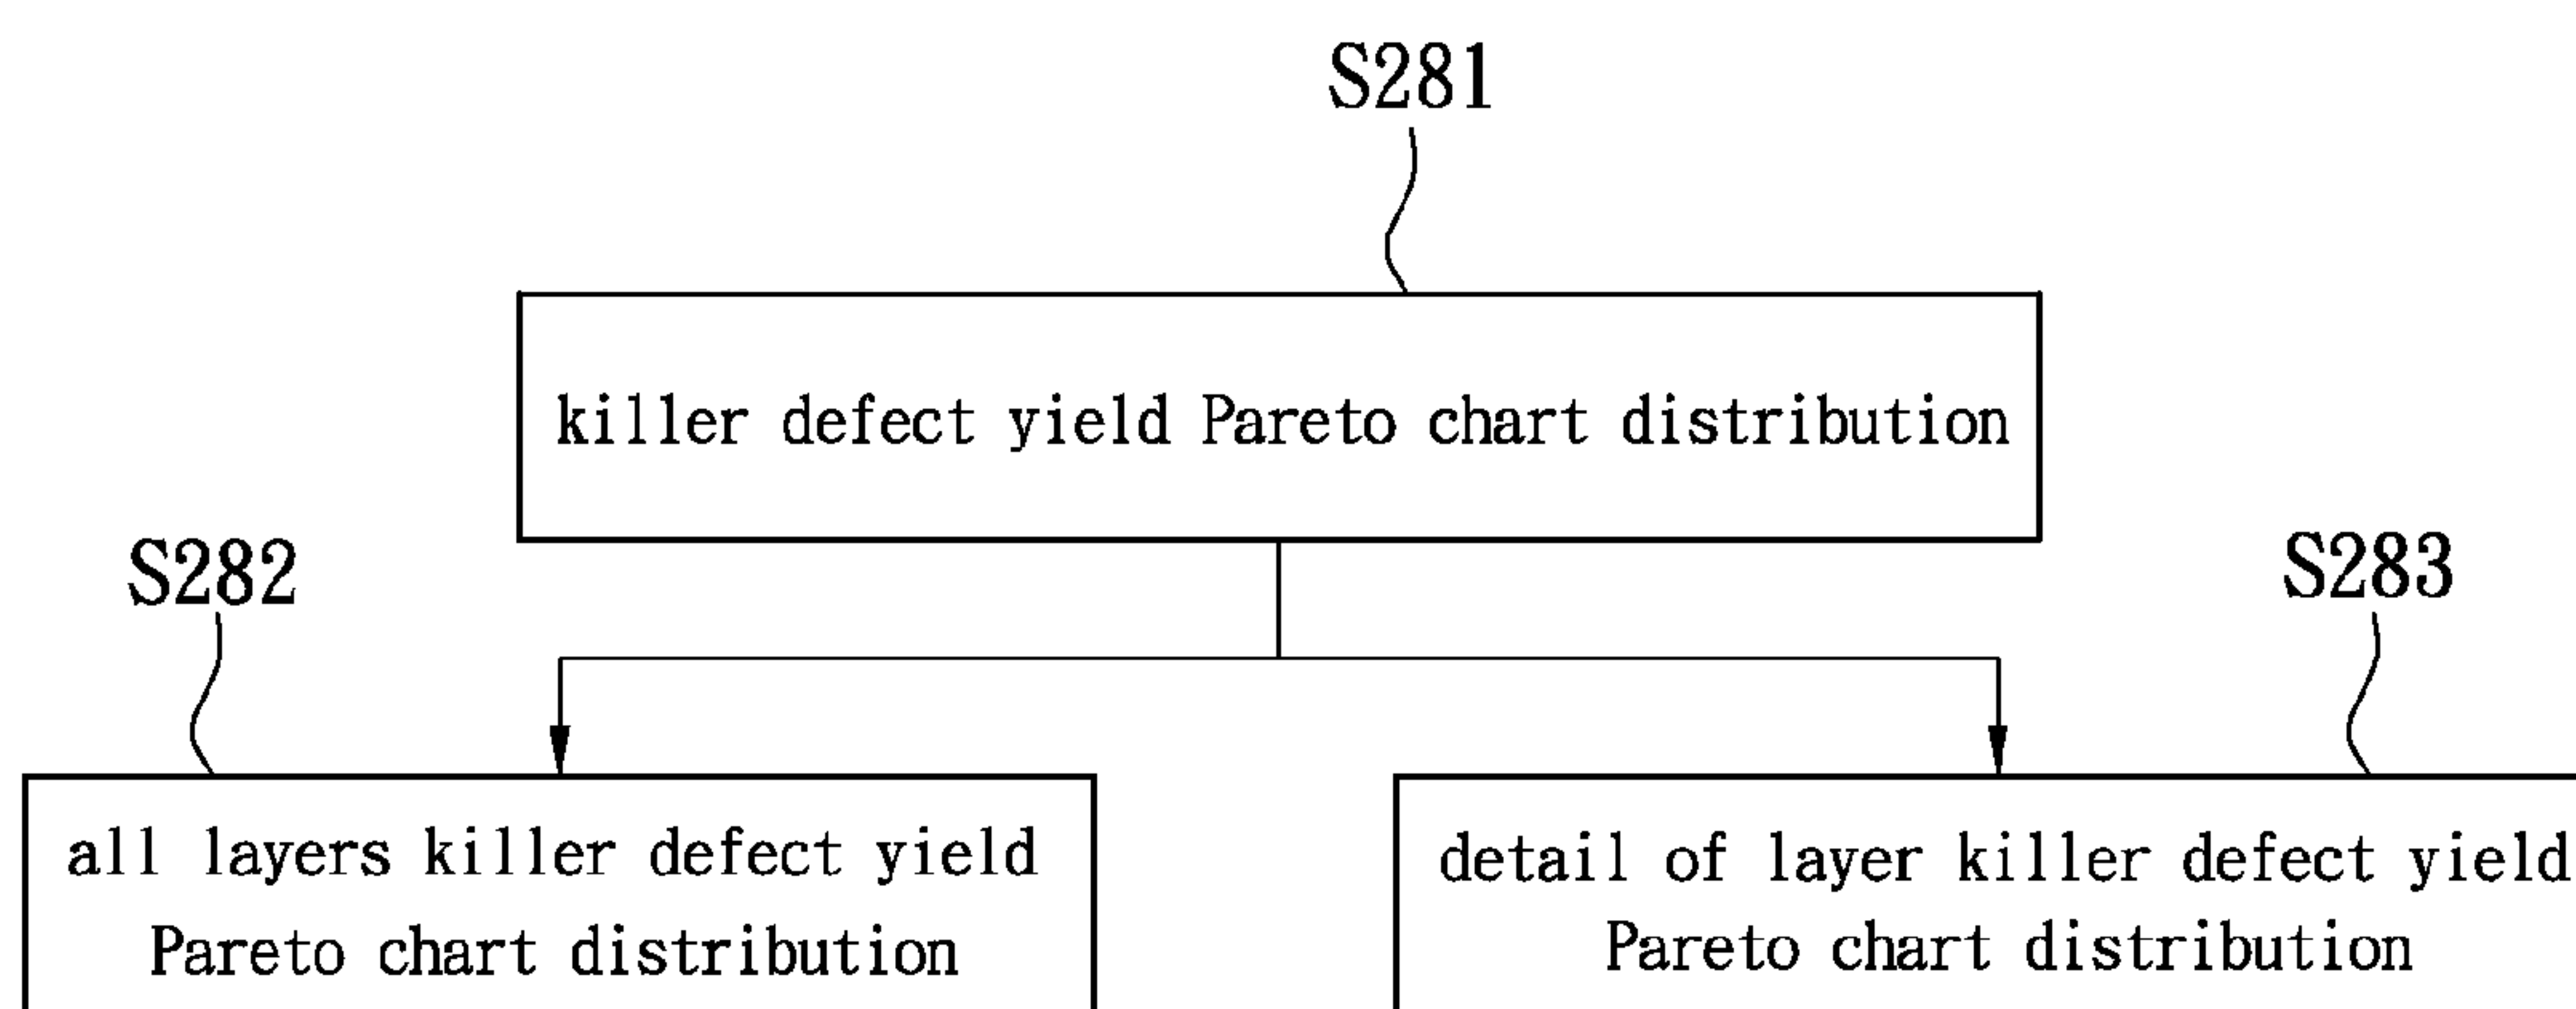 S281
killer defect yield Pareto chart distribution
S282
S283
all layers killer defect yield
Pareto chart distribution
detail of layer killer defect yield
Pareto chart distribution